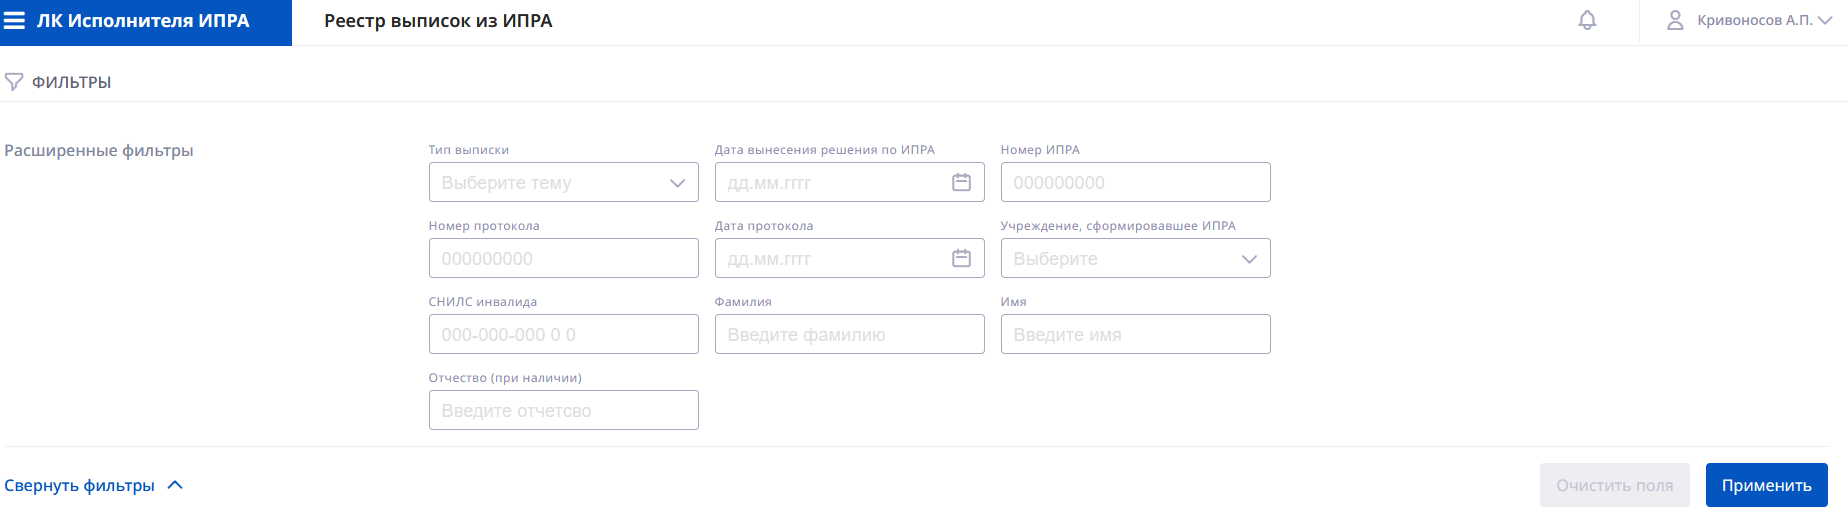 ЛК Исполнителя ИПРА
Реестр выписок из ИПРА
Кривоносов А.П.
ФИЛЬТРЫ
Расширенные фильтры
Тип выписки
Выберите тему
Дата вынесения решения по ИПРА
дд.мм.гггг
Номер ИПРА
000000000
Номер протокола
000000000
Дата протокола
дд.мм.гггг
Учреждение, сформировавшее ИПРА
Выберите
СНИЛС инвалида
000-000-000 0 0
Фамилия
Введите фамилию
Имя
Введите имя
Отчество (при наличии)
Введите отчетсво
Свернуть фильтры
Очистить поля
Применить